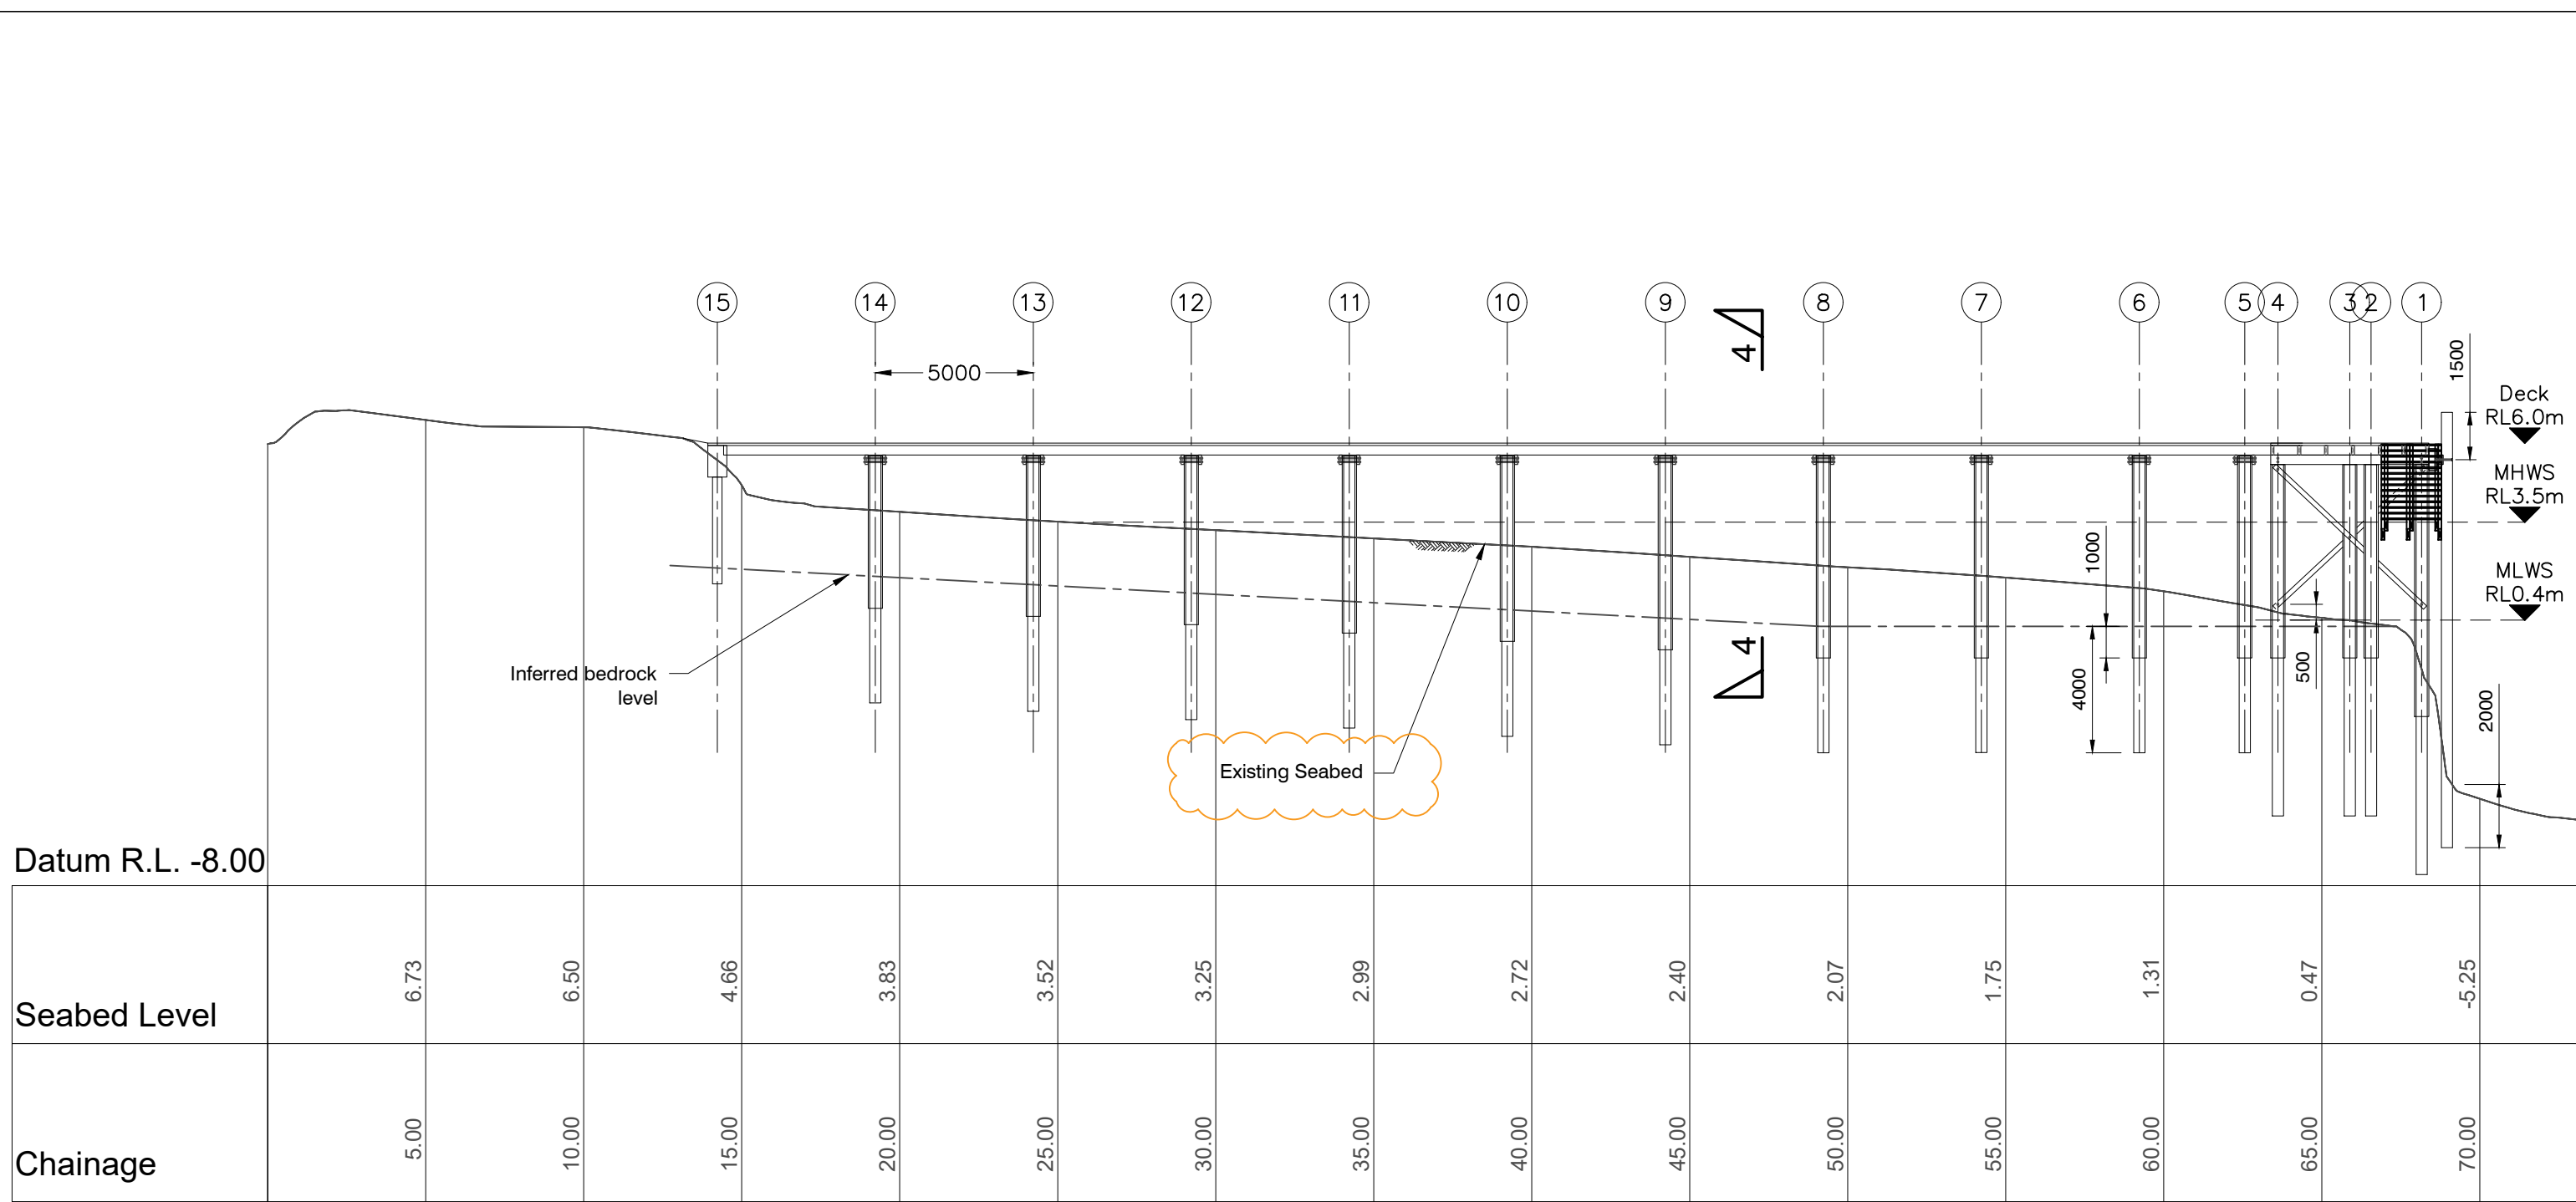 15 14 13 12 11 10 9 8 7 6 5 4 3 2 1
4
5000
1500
Deck
RL6.0m
MHWS
RL3.5m
MLWS
RL0.4m
1000
4
500
4000
2000
Inferred bedrock
level
Existing Seabed
Datum R.L. -8.00
Seabed Level 6.73 6.50 4.66 3.83 3.52 3.25 2.99 2.72 2.40 2.07 1.75 1.31 0.47 -5.25
Chainage 5.00 10.00 15.00 20.00 25.00 30.00 35.00 40.00 45.00 50.00 55.00 60.00 65.00 70.00